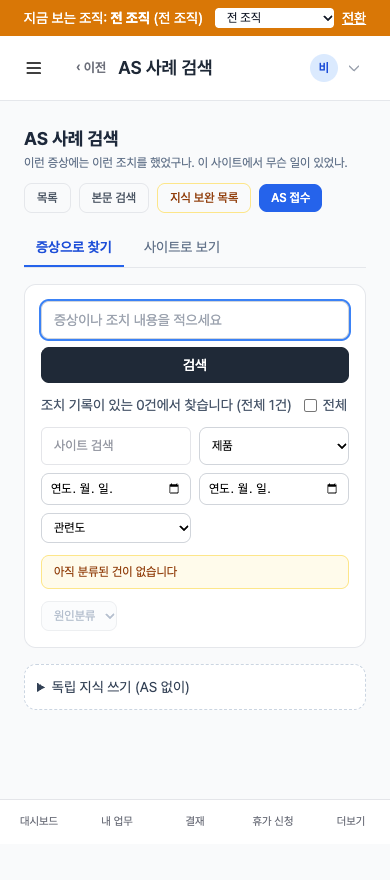 지금 보는 조직: 전 조직 (전 조직) 전 조직 전환
‹ 이전 AS 사례 검색 비
AS 사례 검색
이런 증상에는 이런 조치를 했었구나. 이 사이트에서 무슨 일이 있었나.
목록 본문 검색 지식 보완 목록 AS 접수
증상으로 찾기 사이트로 보기
증상이나 조치 내용을 적으세요
검색
조치 기록이 있는 0건에서 찾습니다 (전체 1건) 전체
사이트 검색 제품
연도. 월. 일. 연도. 월. 일.
관련도
아직 분류된 건이 없습니다
원인분류
▶ 독립 지식 쓰기 (AS 없이)
대시보드 내 업무 결재 휴가 신청 더보기